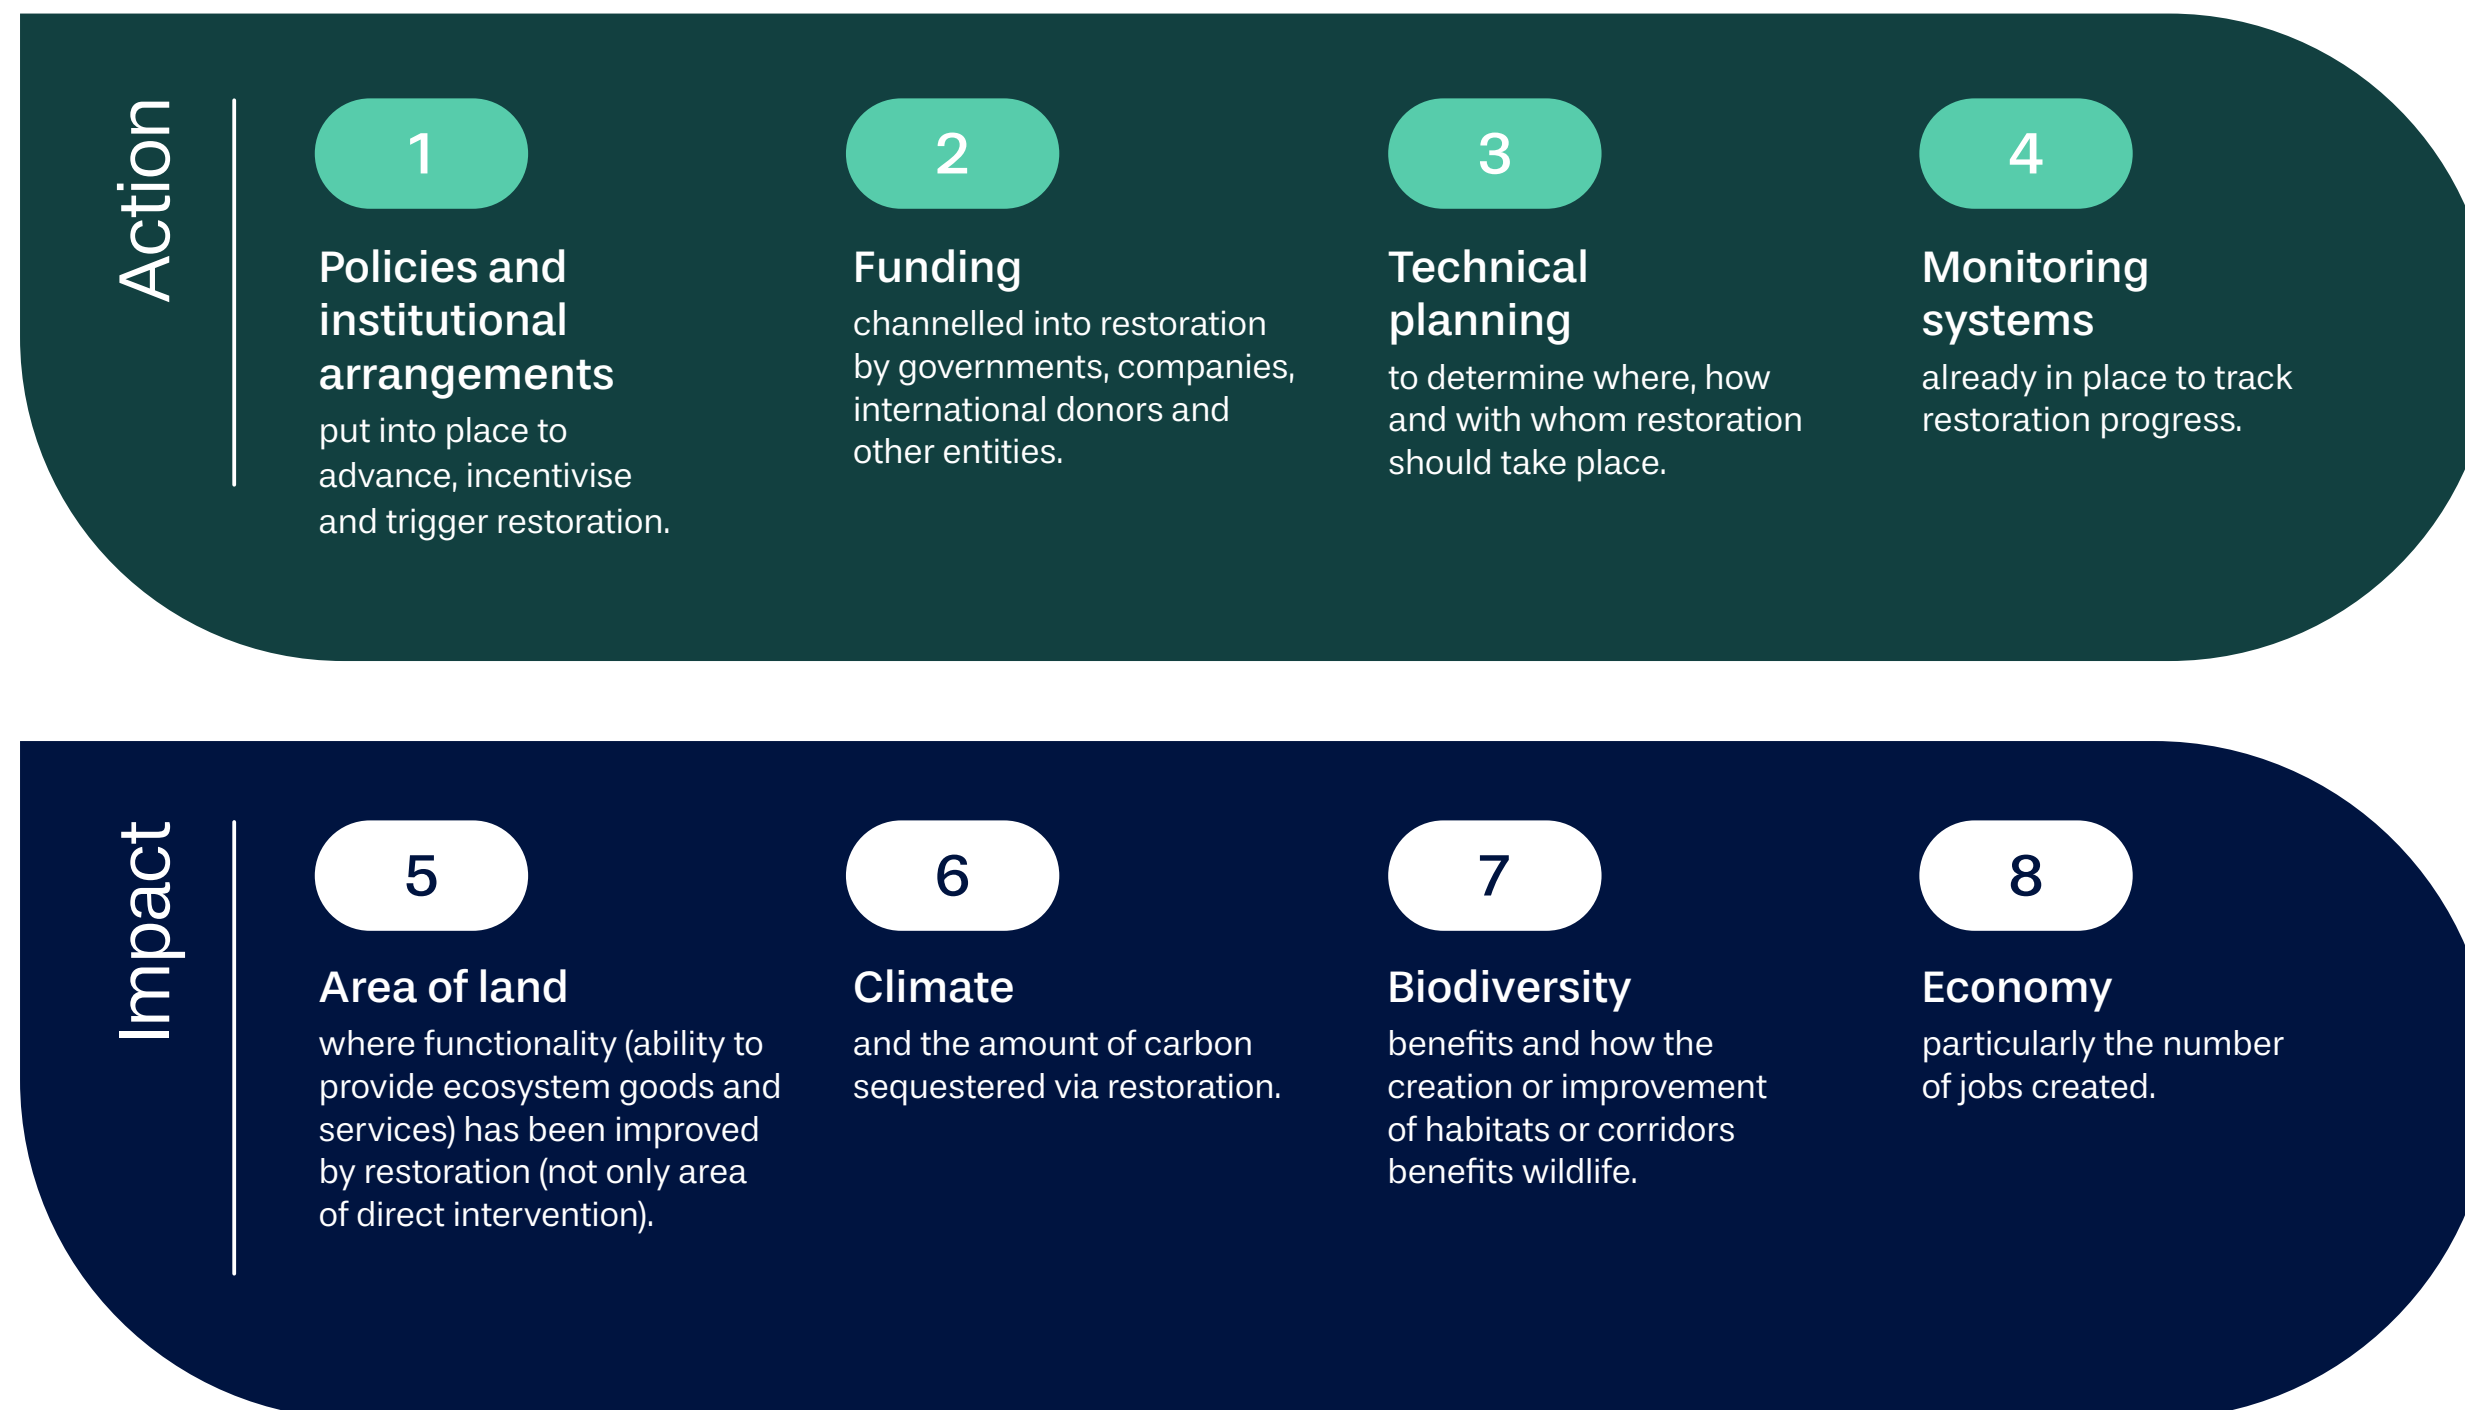 Action
1
Policies and
institutional
arrangements
put into place to
advance, incentivise
and trigger restoration.
2
Funding
channelled into restoration
by governments, companies,
international donors and
other entities.
3
Technical
planning
to determine where, how
and with whom restoration
should take place.
4
Monitoring
systems
already in place to track
restoration progress.
Impact
5
Area of land
where functionality (ability to
provide ecosystem goods and
services) has been improved
by restoration (not only area
of direct intervention).
6
Climate
and the amount of carbon
sequestered via restoration.
7
Biodiversity
benefits and how the
creation or improvement
of habitats or corridors
benefits wildlife.
8
Economy
particularly the number
of jobs created.